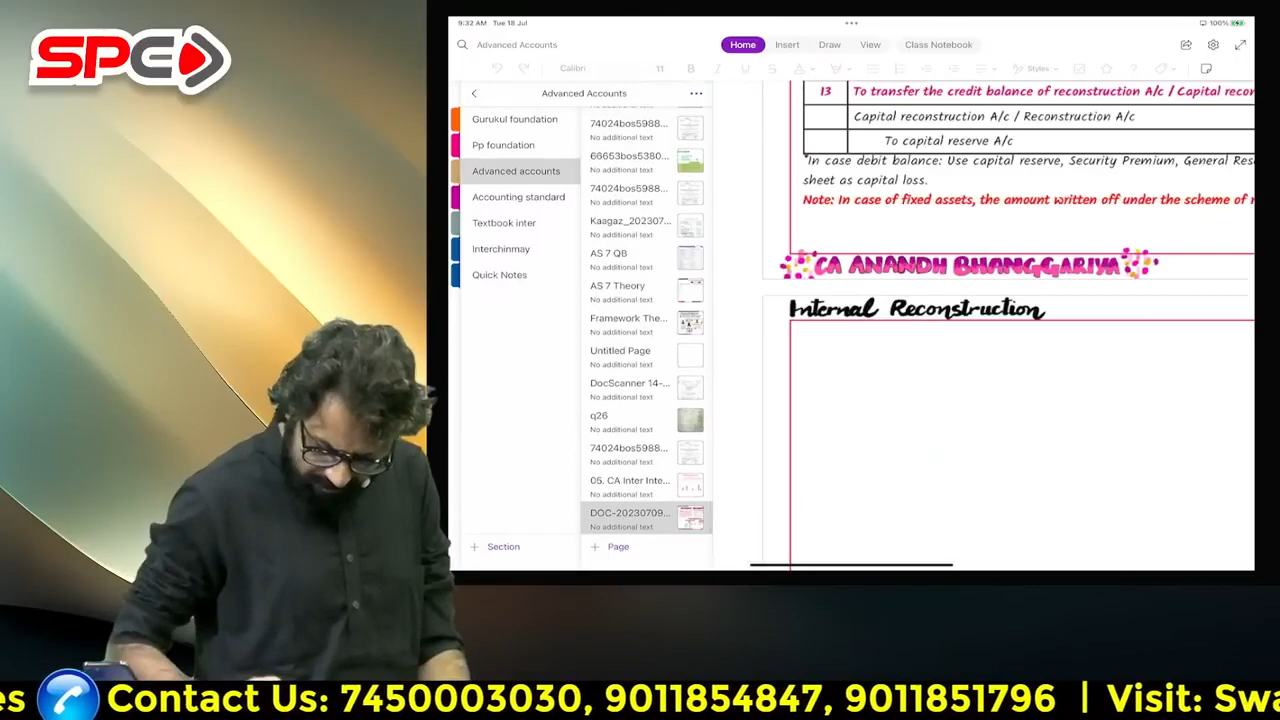 SPED
9:32 AM Tue 18 Jul
100%
Advanced Accounts
Home Insert Draw View Class Notebook
Calibri 11 B I U S A Styles
Advanced Accounts
Gurukul foundation
Pp foundation
Advanced accounts
Accounting standard
Textbook inter
Interchinmay
Quick Notes
74024bos5988...
No additional text
66653bos5380...
No additional text
74024bos5988...
No additional text
Kaagaz_202307...
No additional text
AS 7 QB
No additional text
AS 7 Theory
No additional text
Framework The...
No additional text
Untitled Page
No additional text
DocScanner 14-...
No additional text
q26
No additional text
74024bos5988...
No additional text
05. CA Inter Inte...
No additional text
DOC-20230709...
No additional text
+ Section
+ Page
13 To transfer the credit balance of reconstruction A/c / Capital recon
Capital reconstruction A/c / Reconstruction A/c
To capital reserve A/c
*In case debit balance: Use capital reserve, Security Premium, General Res
sheet as capital loss.
Note: In case of fixed assets, the amount written off under the scheme of r
CA ANANDH BHANGGARIYA
Internal Reconstruction
es Contact Us: 7450003030, 9011854847, 9011851796 | Visit: Swa